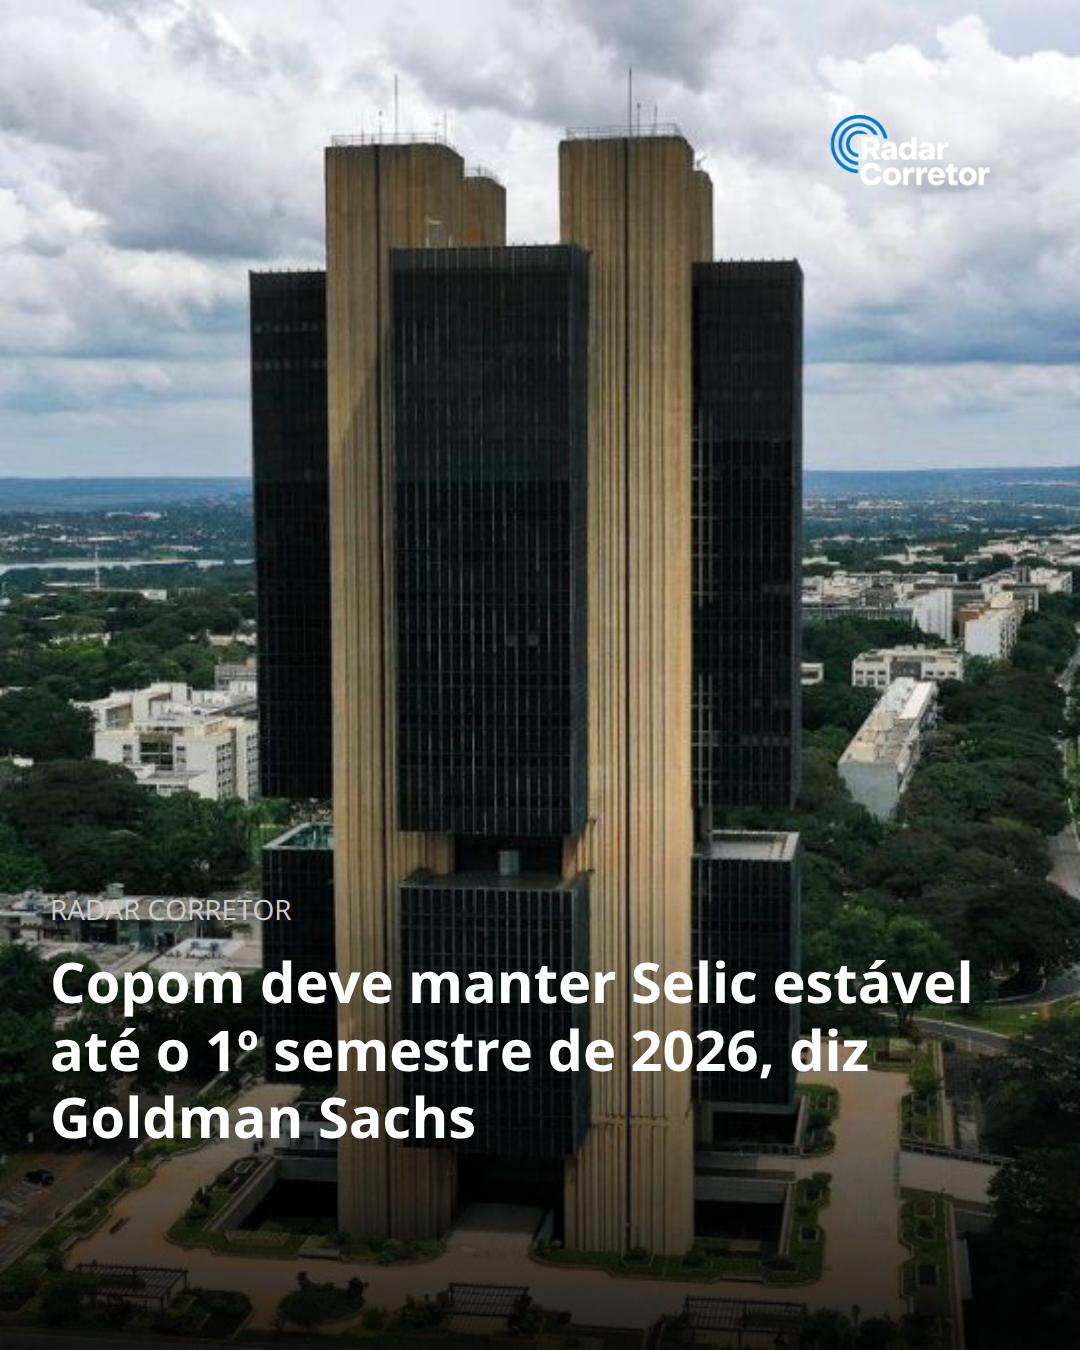 Radar
Corretor
RADAR CORRETOR
Copom deve manter Selic estável
até o 1º semestre de 2026, diz
Goldman Sachs